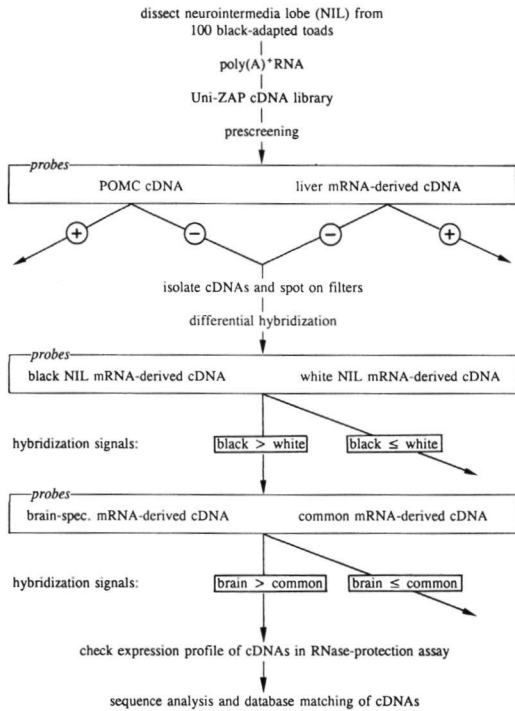 dissect neurointermedia lobe (NIL) from
100 black-adapted toads
poly(A)+RNA
Uni-ZAP cDNA library
prescreening
probes
POMC cDNA liver mRNA-derived cDNA
+ − − +
isolate cDNAs and spot on filters
differential hybridization
probes
black NIL mRNA-derived cDNA white NIL mRNA-derived cDNA
hybridization signals: black > white black ≤ white
probes
brain-spec. mRNA-derived cDNA common mRNA-derived cDNA
hybridization signals: brain > common brain ≤ common
check expression profile of cDNAs in RNase-protection assay
sequence analysis and database matching of cDNAs